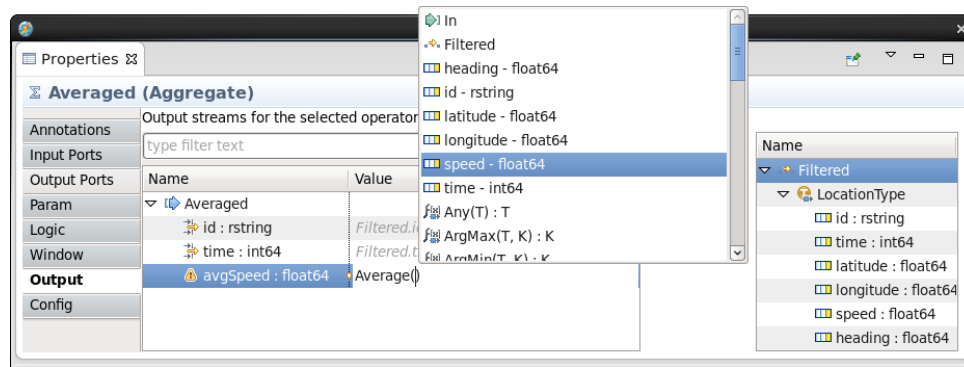 Properties
Averaged (Aggregate)
Annotations
Input Ports
Output Ports
Param
Logic
Window
Output
Config
Output streams for the selected operator
type filter text
Name Value
Averaged
id : rstring
time : int64
avgSpeed : float64 Average()
In
Filtered
heading - float64
id - rstring
latitude - float64
longitude - float64
speed - float64
time - int64
Any(T) : T
ArgMax(T, K) : K
ArgMin(T, K) : K
Name
Filtered
LocationType
id : rstring
time : int64
latitude : float64
longitude : float64
speed : float64
heading : float64